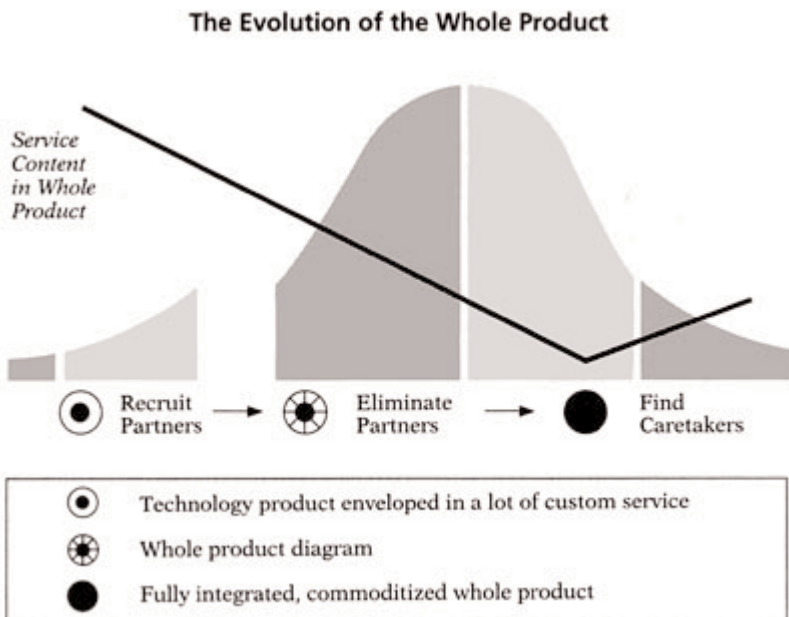 The Evolution of the Whole Product
Service
Content
in Whole
Product
Recruit
Partners
Eliminate
Partners
Find
Caretakers
Technology product enveloped in a lot of custom service
Whole product diagram
Fully integrated, commoditized whole product